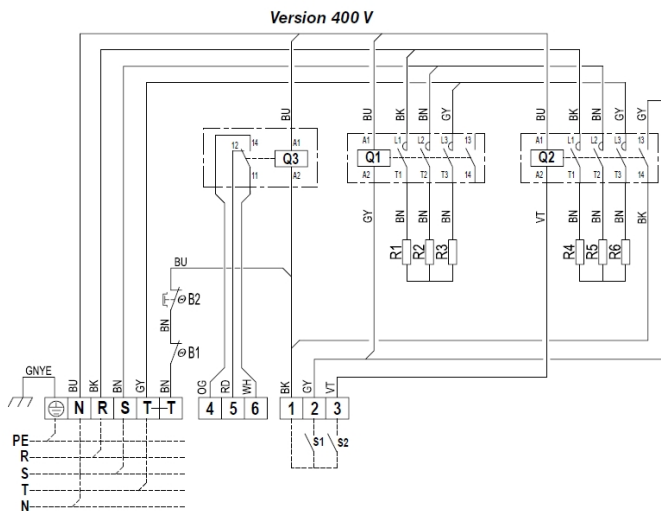 Version 400 V
BU BU BK BN GY BU BK BN GY
12 14 A1 A1 L1 L2 L3 13 A1 L1 L2 L3 13
Q3 Q1 Q2
11 A2 A2 T1 T2 T3 14 A2 T1 T2 T3 14
GY BN BN BN VT BN BN BN BK
R1 R2 R3 R4 R5 R6
BU
Θ B2
BN
Θ B1
GNYE
BU BK BN GY BN OG RD WH BK GY VT
N R S T T 4 5 6 1 2 3
PE
R
S
T
N
S1 S2